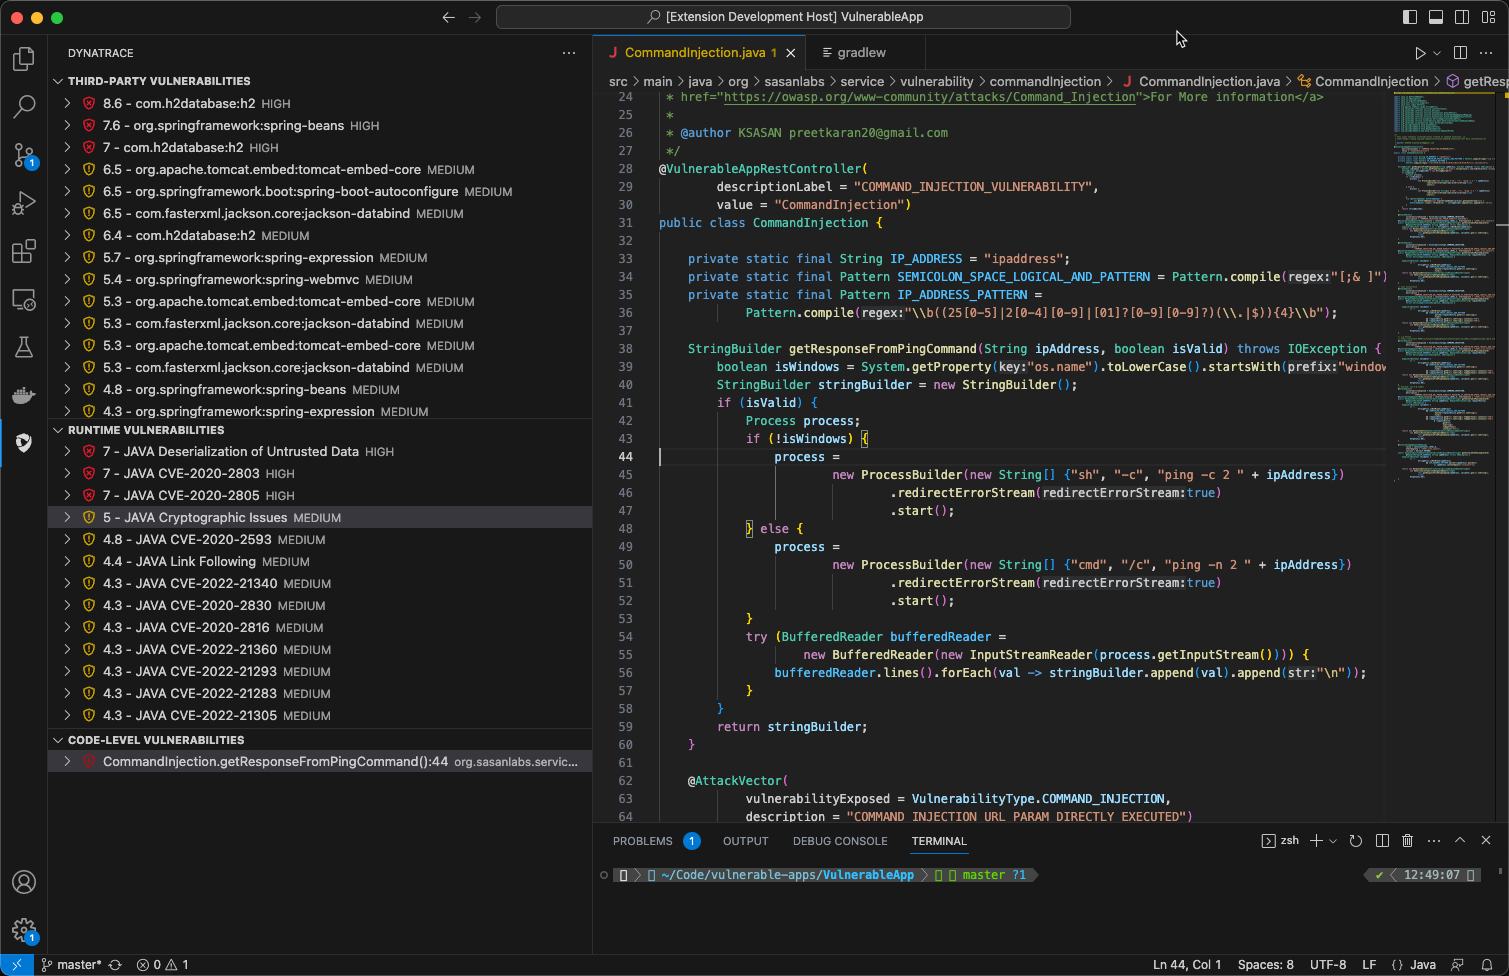 [Extension Development Host] VulnerableApp
DYNATRACE
THIRD-PARTY VULNERABILITIES
8.6 - com.h2database:h2 HIGH
7.6 - org.springframework:spring-beans HIGH
7 - com.h2database:h2 HIGH
6.5 - org.apache.tomcat.embed:tomcat-embed-core MEDIUM
6.5 - org.springframework.boot:spring-boot-autoconfigure MEDIUM
6.5 - com.fasterxml.jackson.core:jackson-databind MEDIUM
6.4 - com.h2database:h2 MEDIUM
5.7 - org.springframework:spring-expression MEDIUM
5.4 - org.springframework:spring-webmvc MEDIUM
5.3 - org.apache.tomcat.embed:tomcat-embed-core MEDIUM
5.3 - com.fasterxml.jackson.core:jackson-databind MEDIUM
5.3 - org.apache.tomcat.embed:tomcat-embed-core MEDIUM
5.3 - com.fasterxml.jackson.core:jackson-databind MEDIUM
4.8 - org.springframework:spring-beans MEDIUM
4.3 - org.springframework:spring-expression MEDIUM
RUNTIME VULNERABILITIES
7 - JAVA Deserialization of Untrusted Data HIGH
7 - JAVA CVE-2020-2803 HIGH
7 - JAVA CVE-2020-2805 HIGH
5 - JAVA Cryptographic Issues MEDIUM
4.8 - JAVA CVE-2020-2593 MEDIUM
4.4 - JAVA Link Following MEDIUM
4.3 - JAVA CVE-2022-21340 MEDIUM
4.3 - JAVA CVE-2020-2830 MEDIUM
4.3 - JAVA CVE-2020-2816 MEDIUM
4.3 - JAVA CVE-2022-21360 MEDIUM
4.3 - JAVA CVE-2022-21293 MEDIUM
4.3 - JAVA CVE-2022-21283 MEDIUM
4.3 - JAVA CVE-2022-21305 MEDIUM
CODE-LEVEL VULNERABILITIES
CommandInjection.getResponseFromPingCommand():44 org.sasanlabs.servic...
1
1
J CommandInjection.java 1
gradlew
src > main > java > org > sasanlabs > service > vulnerability > commandInjection > J CommandInjection.java > CommandInjection > getResp
24 * href="https://owasp.org/www-community/attacks/Command_Injection">For More information</a>
25 *
26 * @author KSASAN preetkaran20@gmail.com
27 */
28 @VulnerableAppRestController(
29 descriptionLabel = "COMMAND_INJECTION_VULNERABILITY",
30 value = "CommandInjection")
31 public class CommandInjection {
32
33 private static final String IP_ADDRESS = "ipaddress";
34 private static final Pattern SEMICOLON_SPACE_LOGICAL_AND_PATTERN = Pattern.compile(regex:"[;& ]")
35 private static final Pattern IP_ADDRESS_PATTERN =
36 Pattern.compile(regex:"\\b((25[0-5]|2[0-4][0-9]|[01]?[0-9][0-9]?)(\\.|$)){4}\\b");
37
38 StringBuilder getResponseFromPingCommand(String ipAddress, boolean isValid) throws IOException {
39 boolean isWindows = System.getProperty(key:"os.name").toLowerCase().startsWith(prefix:"window
40 StringBuilder stringBuilder = new StringBuilder();
41 if (isValid) {
42 Process process;
43 if (!isWindows) {
44 process =
45 new ProcessBuilder(new String[] {"sh", "-c", "ping -c 2 " + ipAddress})
46 .redirectErrorStream(redirectErrorStream:true)
47 .start();
48 } else {
49 process =
50 new ProcessBuilder(new String[] {"cmd", "/c", "ping -n 2 " + ipAddress})
51 .redirectErrorStream(redirectErrorStream:true)
52 .start();
53 }
54 try (BufferedReader bufferedReader =
55 new BufferedReader(new InputStreamReader(process.getInputStream()))) {
56 bufferedReader.lines().forEach(val -> stringBuilder.append(val).append(str:"\n"));
57 }
58 }
59 return stringBuilder;
60 }
61
62 @AttackVector(
63 vulnerabilityExposed = VulnerabilityType.COMMAND_INJECTION,
64 description = "COMMAND_INJECTION_URL_PARAM_DIRECTLY_EXECUTED")
PROBLEMS 1 OUTPUT DEBUG CONSOLE TERMINAL zsh
~/Code/vulnerable-apps/VulnerableApp master ?1 ✔ 12:49:07
master* 0 1 Ln 44, Col 1 Spaces: 8 UTF-8 LF {} Java